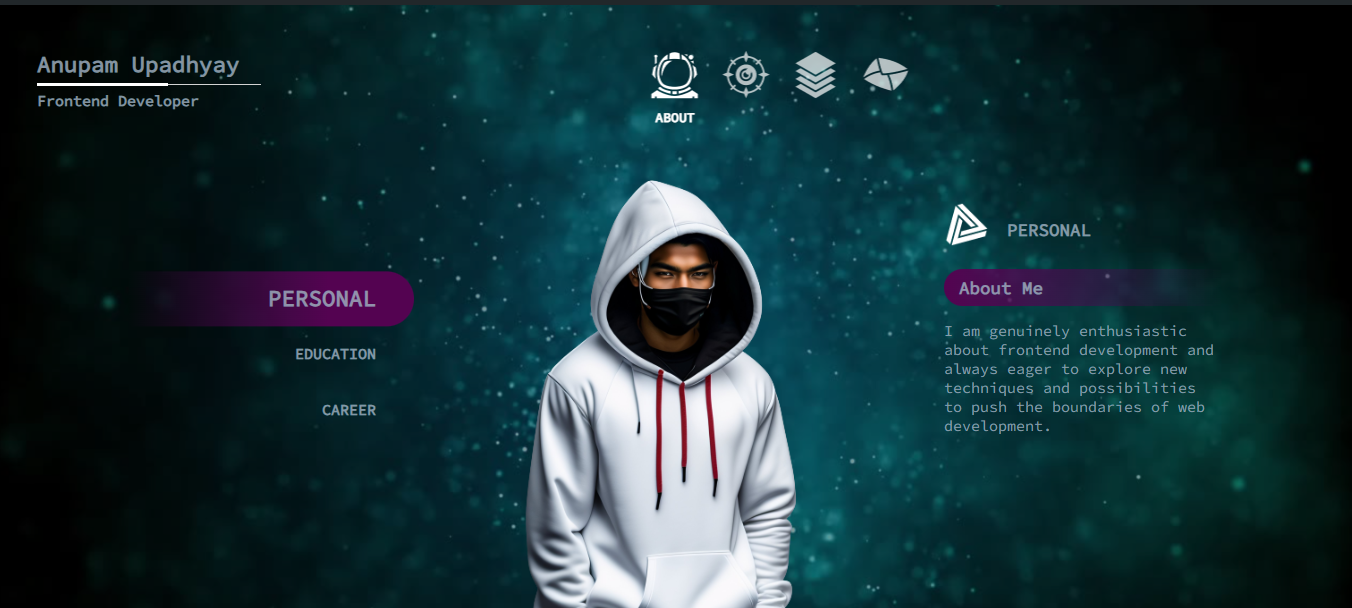 Anupam Upadhyay
Frontend Developer
ABOUT
PERSONAL
EDUCATION
CAREER
PERSONAL
About Me
I am genuinely enthusiastic
about frontend development and
always eager to explore new
techniques and possibilities
to push the boundaries of web
development.